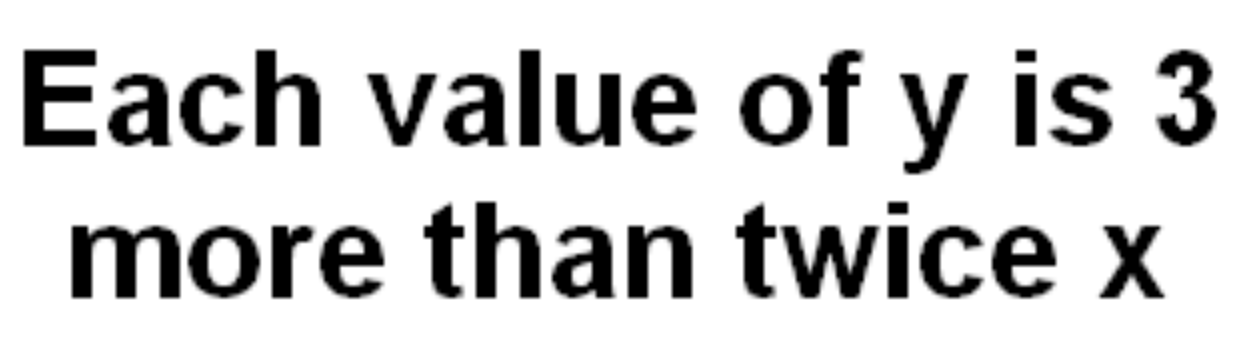 Each value of y is 3
more than twice x